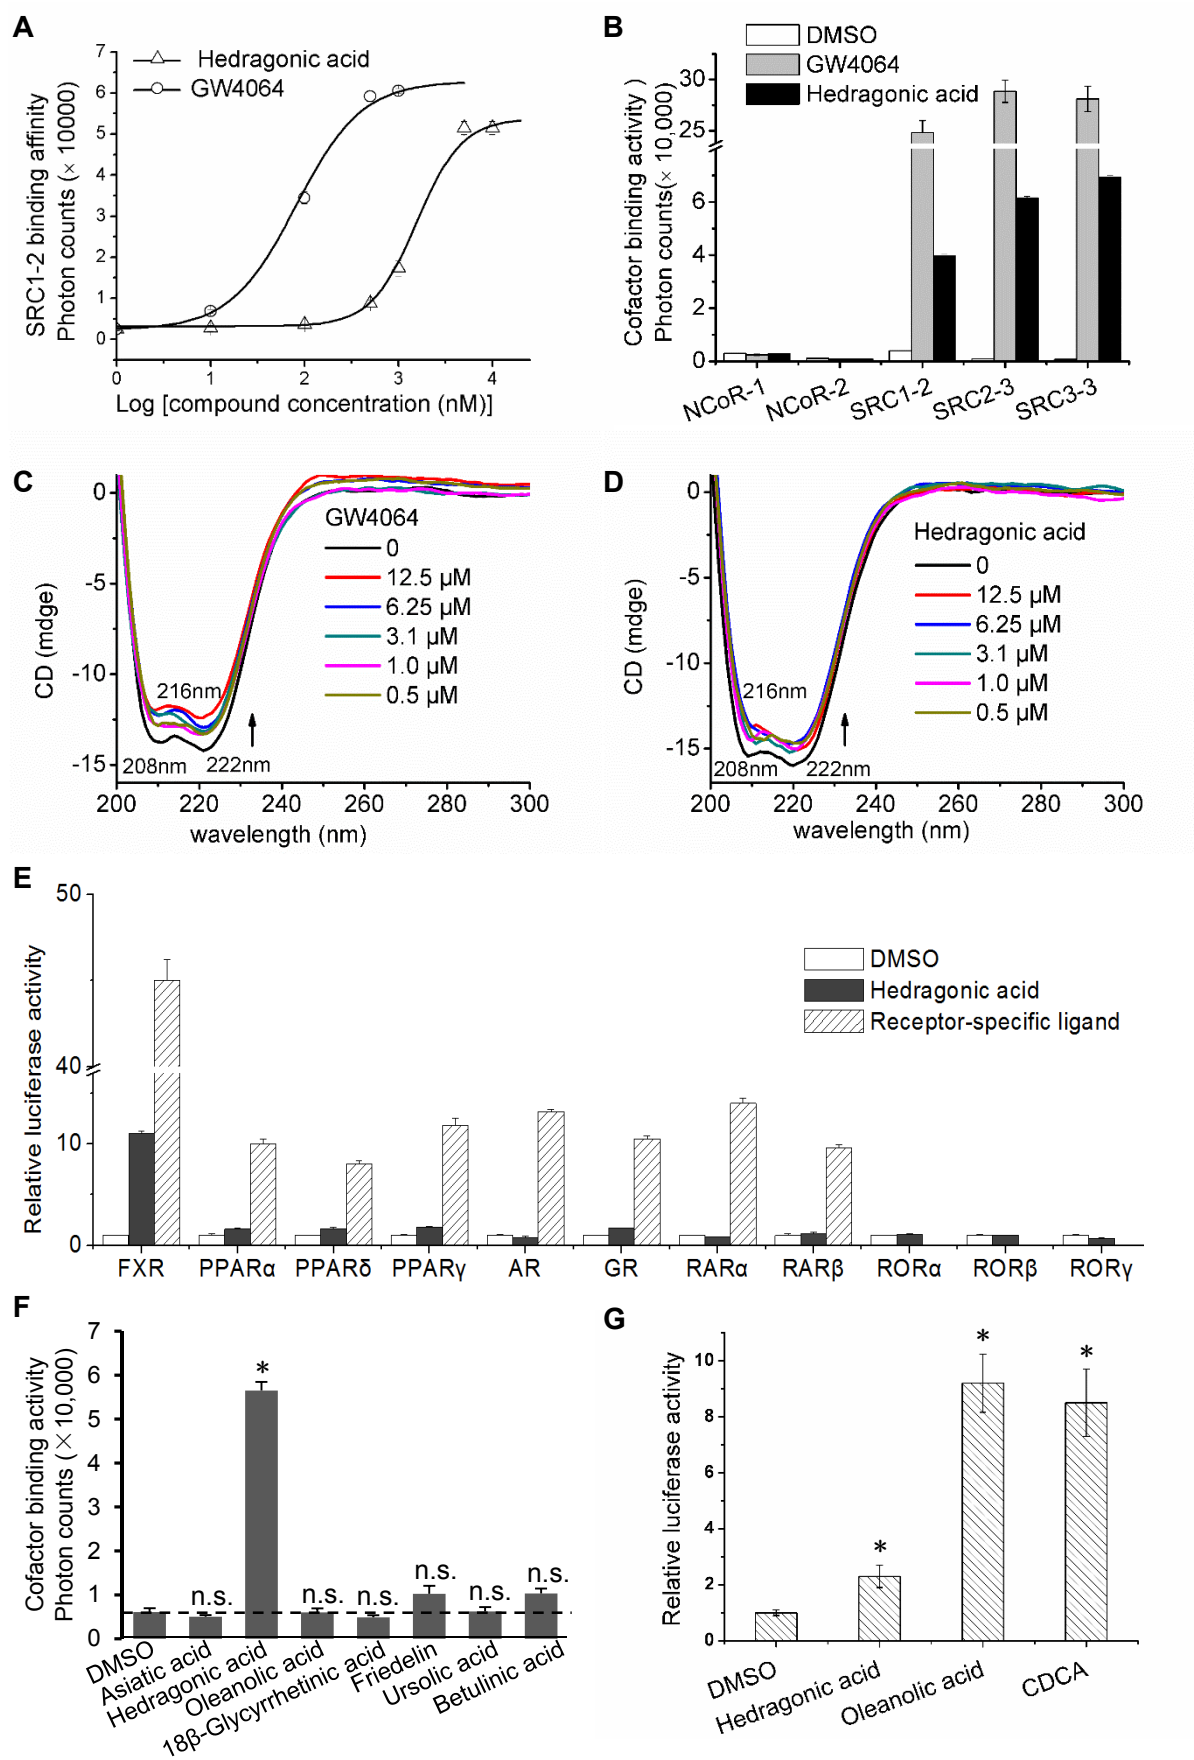 A
SRC1-2 binding affinity
Photon counts (× 10000)
7
6
5
4
3
2
1
0
Hedragonic acid
GW4064
0 1 2 3 4
Log [compound concentration (nM)]
B
Cofactor binding activity )
Photon counts(× 10,000)
30
25
6
4
2
0
DMSO
GW4064
Hedragonic acid
NCoR-1
NCoR-2
SRC1-2
SRC2-3
SRC3-3
C
CD (mdge)
0
-5
-10
-15
GW4064
0
12.5 µM
6.25 µM
3.1 µM
1.0 µM
0.5 µM
216nm
208nm
222nm
200 220 240 260 280 300
wavelength (nm)
D
CD (mdge)
0
-5
-10
-15
Hedragonic acid
0
12.5 µM
6.25 µM
3.1 µM
1.0 µM
0.5 µM
216nm
208nm
222nm
200 220 240 260 280 300
wavelength (nm)
E
Relative luciferase activity
50
40
10
0
DMSO
Hedragonic acid
Receptor-specific ligand
FXR PPARα PPARδ PPARγ AR GR RARα RARβ RORα RORβ RORγ
F
Cofactor binding activity
Photon counts (×10,000)
7
6
5
4
3
2
1
0
n.s. * n.s. n.s. n.s. n.s. n.s.
DMSO
Asiatic acid
Hedragonic acid
Oleanolic acid
18β-Glycyrrhetinic acid
Friedelin
Ursolic acid
Betulinic acid
G
Relative luciferase activity
10
8
6
4
2
0
* * *
DMSO
Hedragonic acid
Oleanolic acid
CDCA